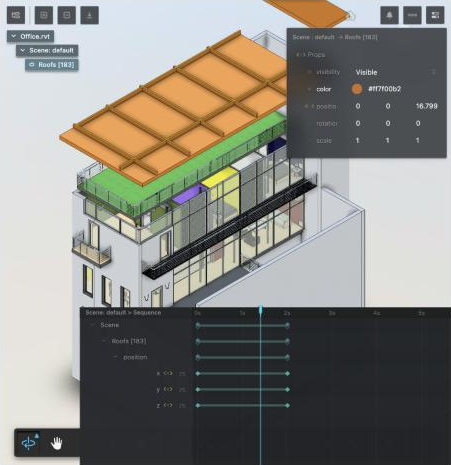 Office.rvt
Scene: default
Roofs [183]
Scene: default -> Roofs [183]
Props
visibility Visible
color #ff7f00b2
positio 0 0 16.799
rotation 0 0 0
scale 1 1 1
Scene: default > Sequence
0s 1s 2s 3s 4s 5s
Scene
Roofs [183]
position
x
y
z